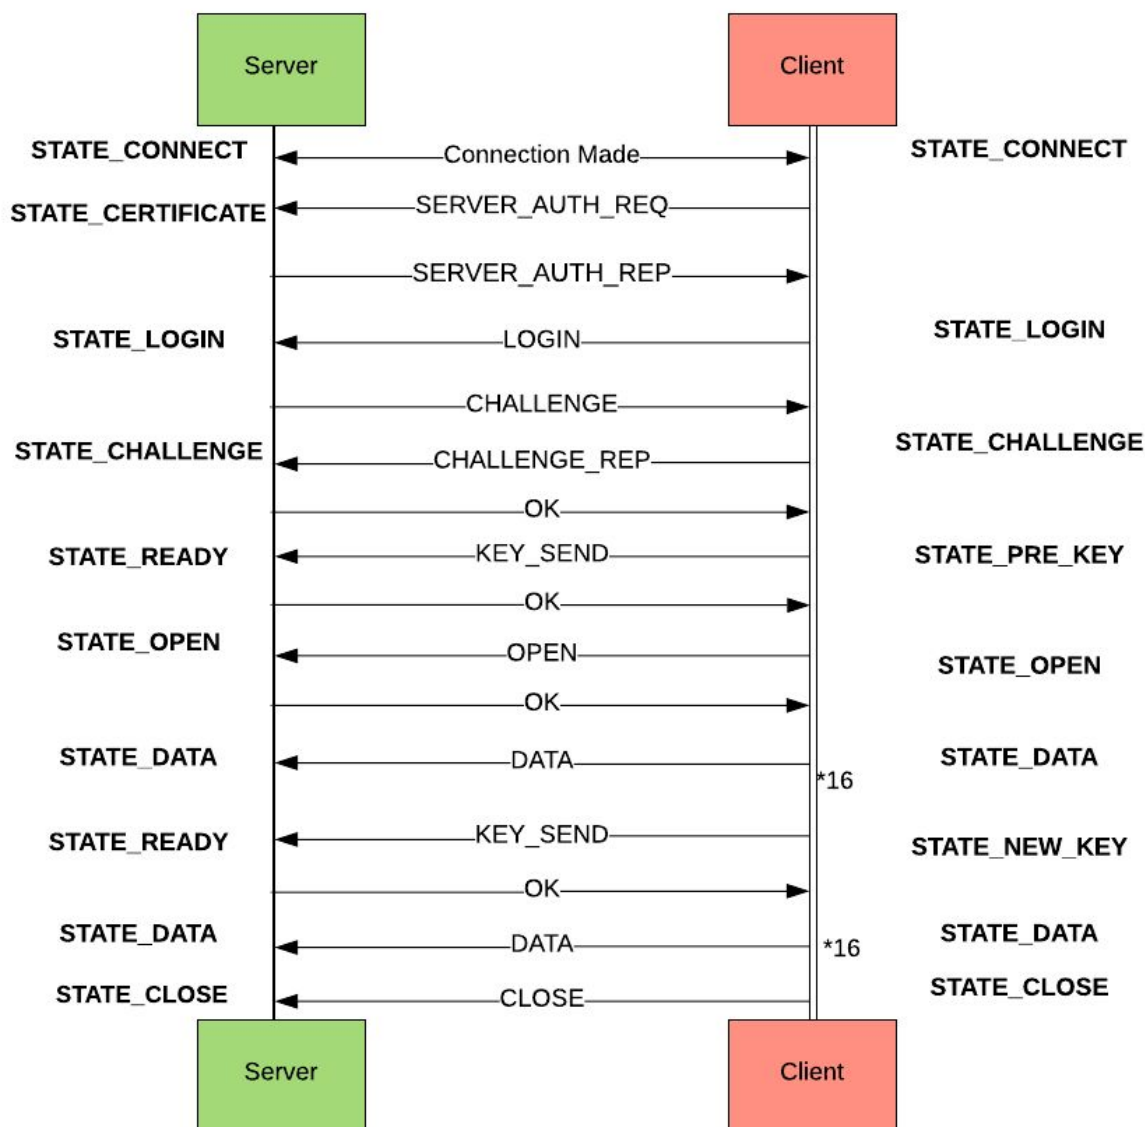 Server
Client
STATE_CONNECT
Connection Made
STATE_CONNECT
STATE_CERTIFICATE
SERVER_AUTH_REQ
SERVER_AUTH_REP
STATE_LOGIN
LOGIN
STATE_LOGIN
CHALLENGE
STATE_CHALLENGE
CHALLENGE_REP
STATE_CHALLENGE
OK
STATE_READY
KEY_SEND
STATE_PRE_KEY
OK
STATE_OPEN
OPEN
STATE_OPEN
OK
STATE_DATA
DATA
STATE_DATA
*16
STATE_READY
KEY_SEND
STATE_NEW_KEY
OK
STATE_DATA
DATA
*16
STATE_DATA
STATE_CLOSE
CLOSE
STATE_CLOSE
Server
Client